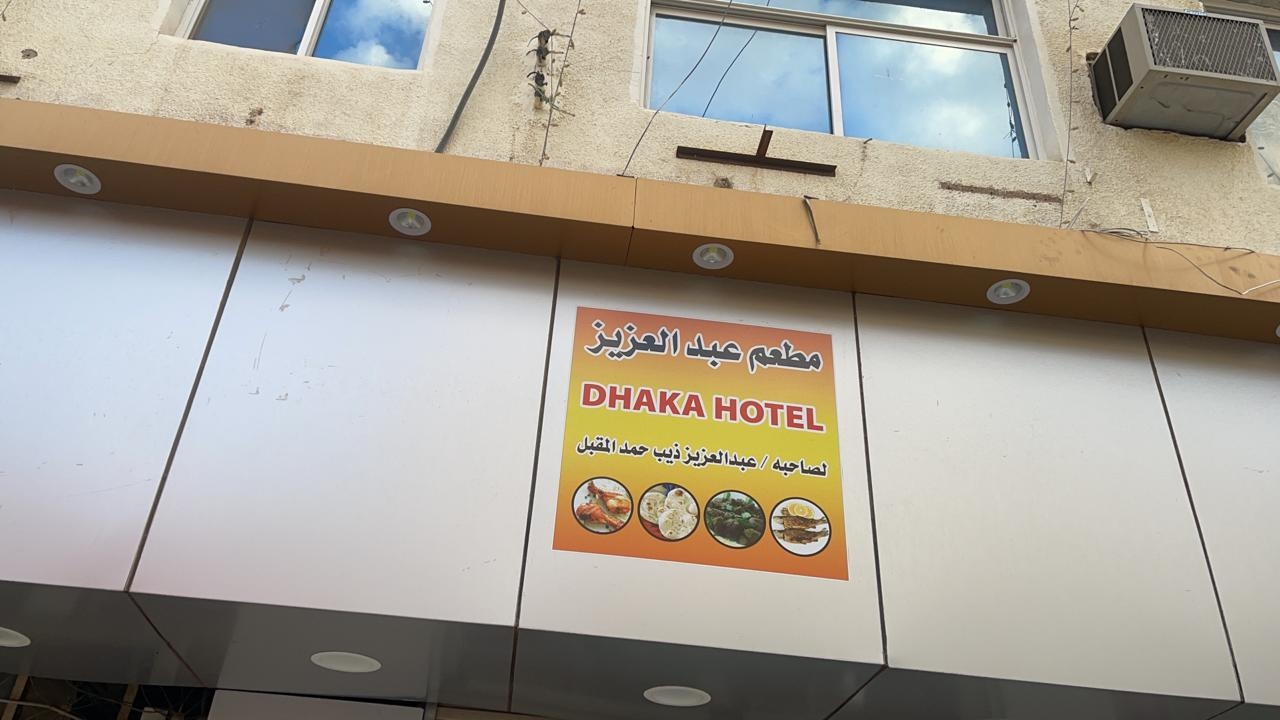 مطعم عبد العزيز
DHAKA HOTEL
لصاحبه / عبدالعزيز ذيب حمد المقبل